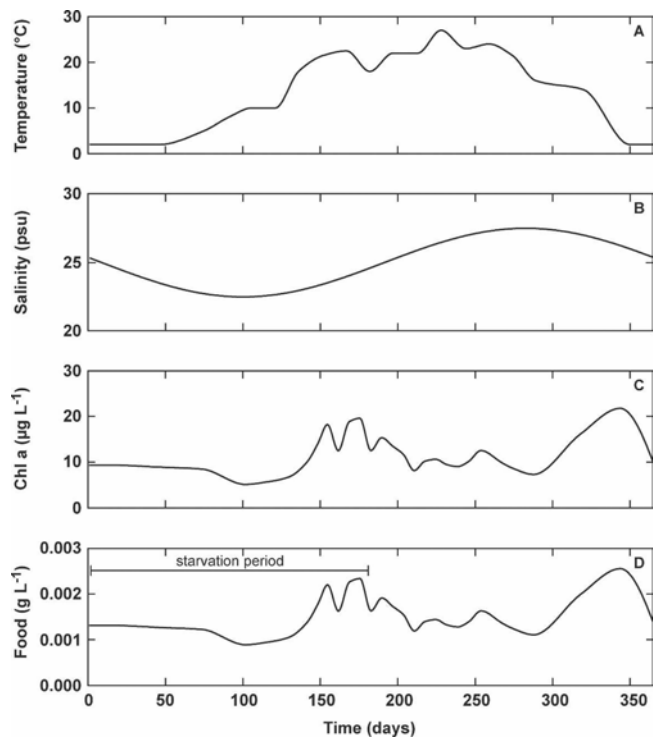 30
20
10
0
Temperature (°C)
A
30
25
20
Salinity (psu)
B
30
20
10
0
Chl a (µg L⁻¹)
C
0.003
0.002
0.001
0.000
Food (g L⁻¹)
starvation period
D
0 50 100 150 200 250 300 350
Time (days)